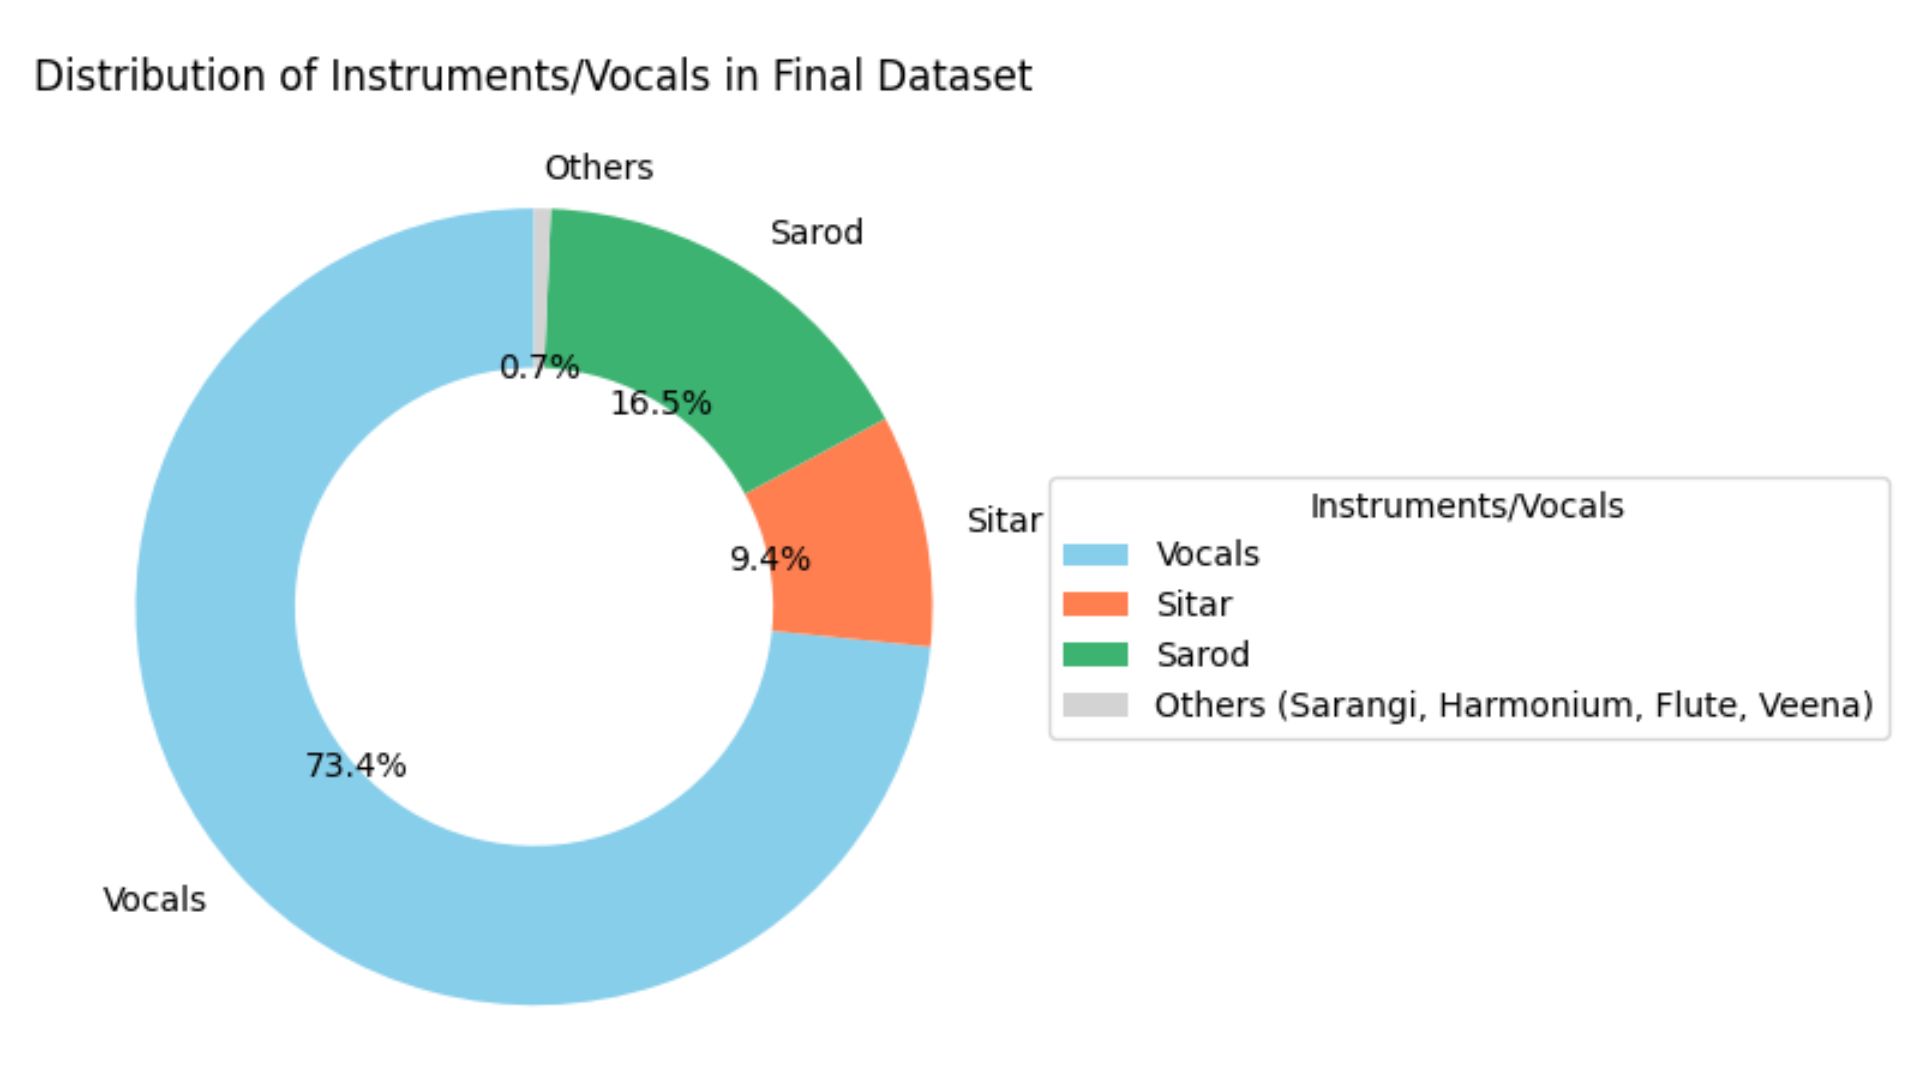 Distribution of Instruments/Vocals in Final Dataset
Others
Sarod
0.7%
16.5%
Sitar
9.4%
73.4%
Vocals
Instruments/Vocals
Vocals
Sitar
Sarod
Others (Sarangi, Harmonium, Flute, Veena)